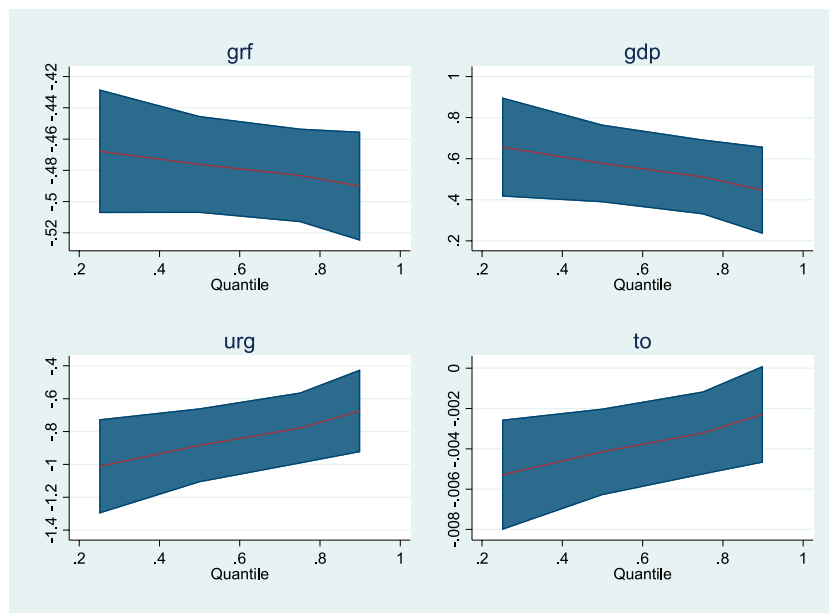 grf
-.42
-.44
-.46
-.48
-.5
-.52
.2 .4 .6 .8 1
Quantile
gdp
1
.8
.6
.4
.2
.2 .4 .6 .8 1
Quantile
urg
-.4
-.6
-.8
-1
-1.2
-1.4
.2 .4 .6 .8 1
Quantile
to
0
-.002
-.004
-.006
-.008
.2 .4 .6 .8 1
Quantile